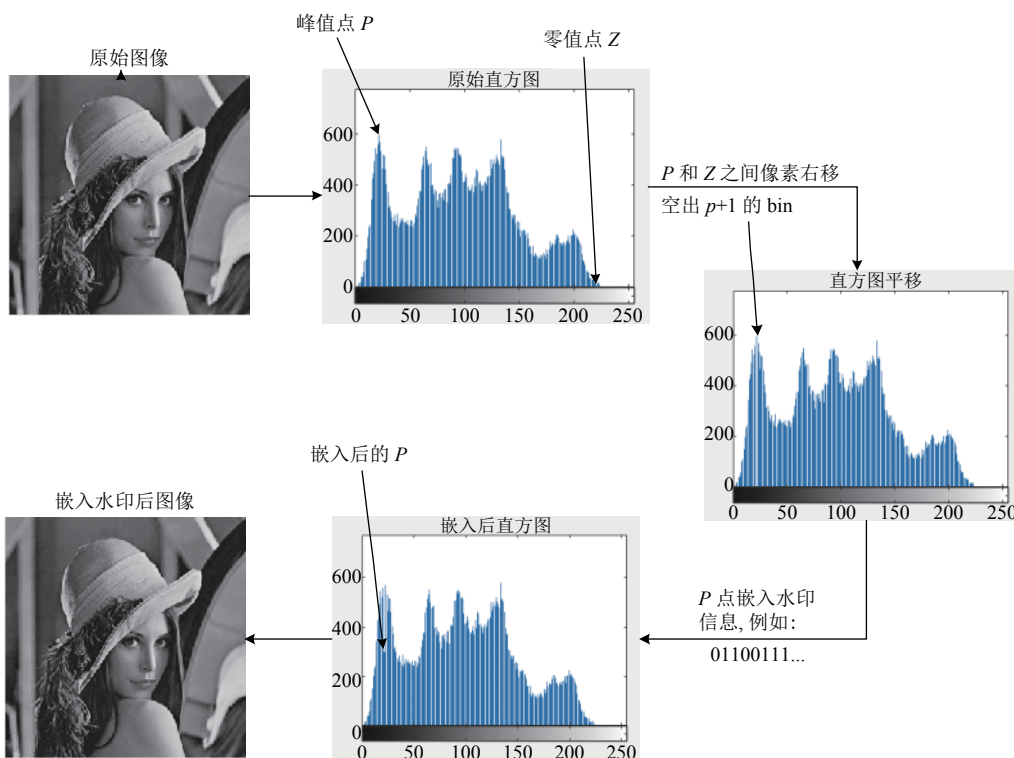 峰值点 P
零值点 Z
原始图像
原始直方图
600
400
200
0
0 50 100 150 200 250
P 和 Z 之间像素右移
空出 p+1 的 bin
直方图平移
600
400
200
0
0 50 100 150 200 250
P 点嵌入水印
信息, 例如:
01100111...
嵌入后的 P
嵌入后直方图
600
400
200
0
0 50 100 150 200 250
嵌入水印后图像